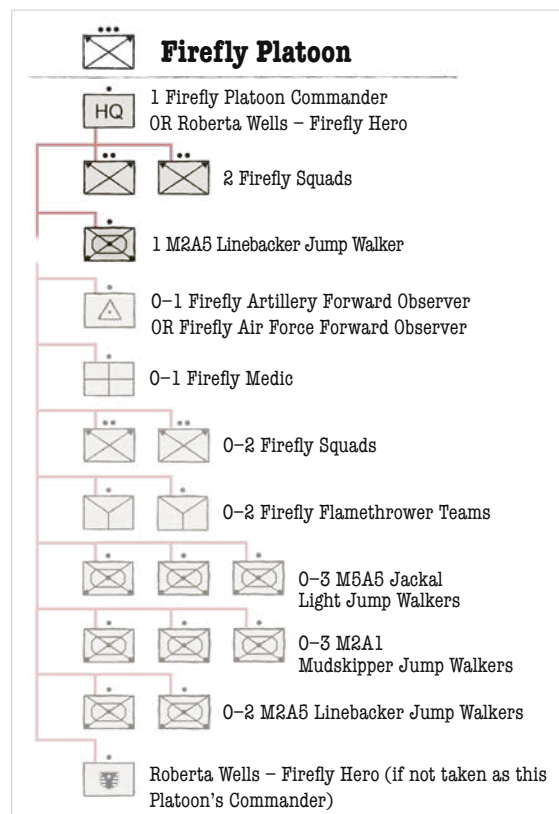 Firefly Platoon
HQ
1 Firefly Platoon Commander
OR Roberta Wells – Firefly Hero
2 Firefly Squads
1 M2A5 Linebacker Jump Walker
0–1 Firefly Artillery Forward Observer
OR Firefly Air Force Forward Observer
0–1 Firefly Medic
0–2 Firefly Squads
0–2 Firefly Flamethrower Teams
0–3 M5A5 Jackal
Light Jump Walkers
0–3 M2A1
Mudskipper Jump Walkers
0–2 M2A5 Linebacker Jump Walkers
Roberta Wells – Firefly Hero (if not taken as this
Platoon's Commander)